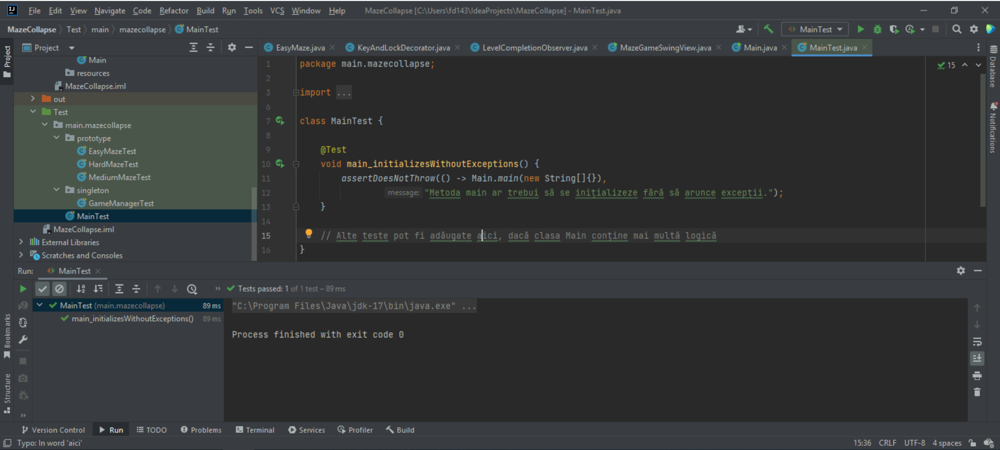 File Edit View Navigate Code Refactor Build Run Tools VCS Window Help MazeCollapse [C:\Users\fd143\IdeaProjects\MazeCollapse] - MainTest.java
MazeCollapse Test main mazecollapse MainTest
MainTest
Project
EasyMaze.java KeyAndLockDecorator.java LevelCompletionObserver.java MazeGameSwingView.java Main.java MainTest.java
Project
Main
resources
MazeCollapse.iml
out
Test
main.mazecollapse
prototype
EasyMazeTest
HardMazeTest
MediumMazeTest
singleton
GameManagerTest
MainTest
MazeCollapse.iml
External Libraries
Scratches and Consoles
1 package main.mazecollapse;
2
3 import ...
6
7 class MainTest {
8
9 @Test
10 void main_initializesWithoutExceptions() {
11 assertDoesNotThrow(() -> Main.main(new String[]{}),
12 message: "Metoda main ar trebui să se inițializeze fără să arunce excepții.");
13 }
14
15 // Alte teste pot fi adăugate aici, dacă clasa Main conține mai multă logică
16 }
15
Database
Notifications
Run: MainTest
Tests passed: 1 of 1 test – 89 ms
MainTest (main.mazecollapse) 89 ms
main_initializesWithoutExceptions() 89 ms
"C:\Program Files\Java\jdk-17\bin\java.exe" ...
Process finished with exit code 0
Bookmarks
Structure
Version Control Run TODO Problems Terminal Services Profiler Build
Typo: In word 'aici'
15:36 CRLF UTF-8 4 spaces